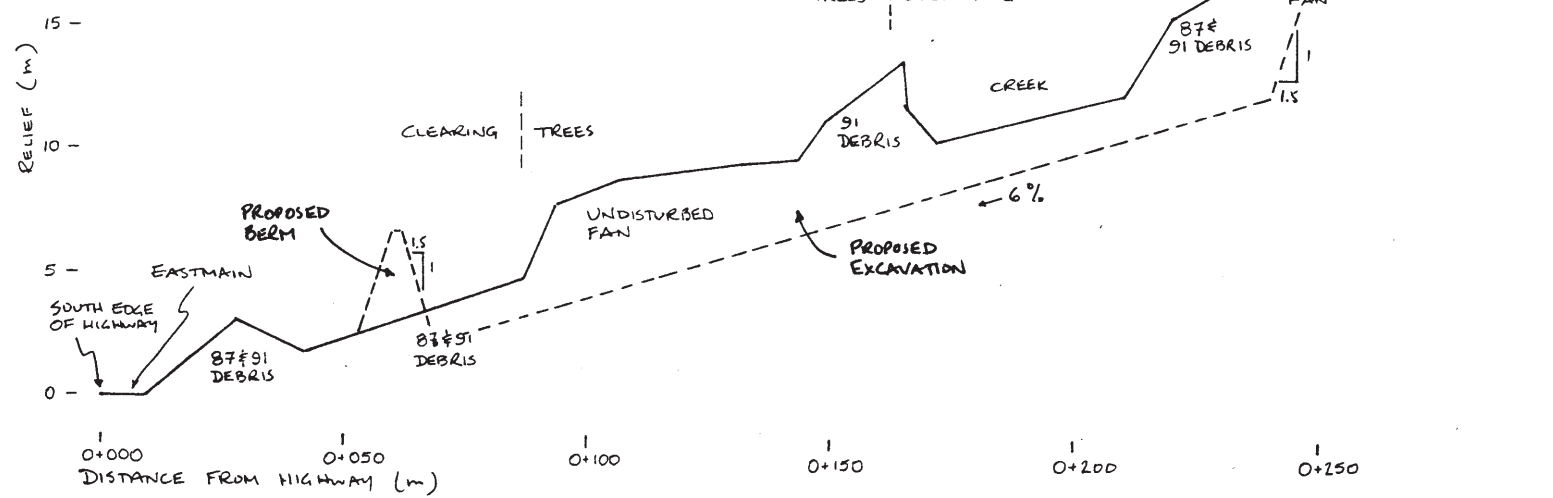 15 -
FAN
87 &
91 DEBRIS
1
1.5
RELIEF (m)
CREEK
CLEARING
TREES
91
DEBRIS
10 -
6%
PROPOSED
BERM
UNDISTURBED
FAN
1.5
1
PROPOSED
EXCAVATION
5 -
EASTMAIN
SOUTH EDGE
OF HIGHWAY
87 & 91
DEBRIS
87 & 91
DEBRIS
0 -
0+000
0+050
0+100
0+150
0+200
0+250
DISTANCE FROM HIGHWAY (m)